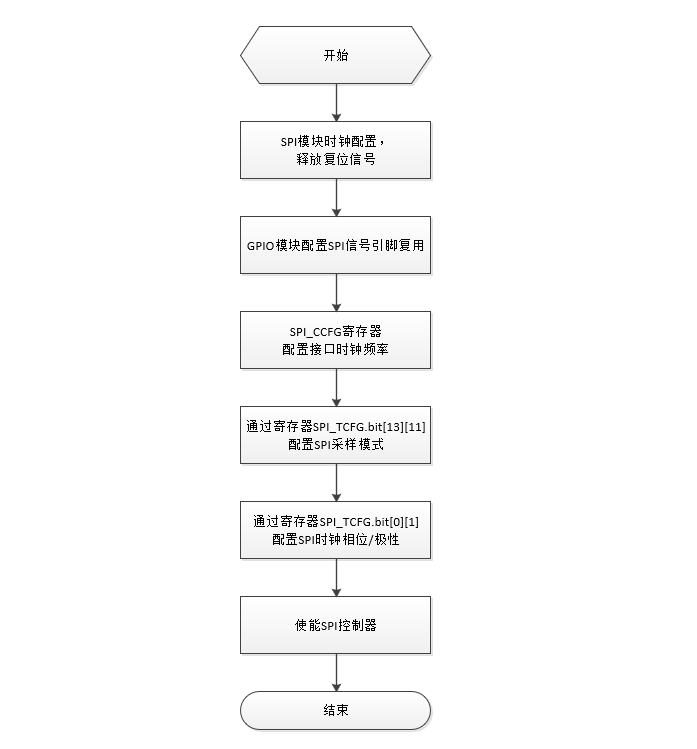 开始
SPI模块时钟配置，
释放复位信号
GPIO模块配置SPI信号引脚复用
SPI_CCFG寄存器
配置接口时钟频率
通过寄存器SPI_TCFG.bit[13][11]
配置SPI采样模式
通过寄存器SPI_TCFG.bit[0][1]
配置SPI时钟相位/极性
使能SPI控制器
结束